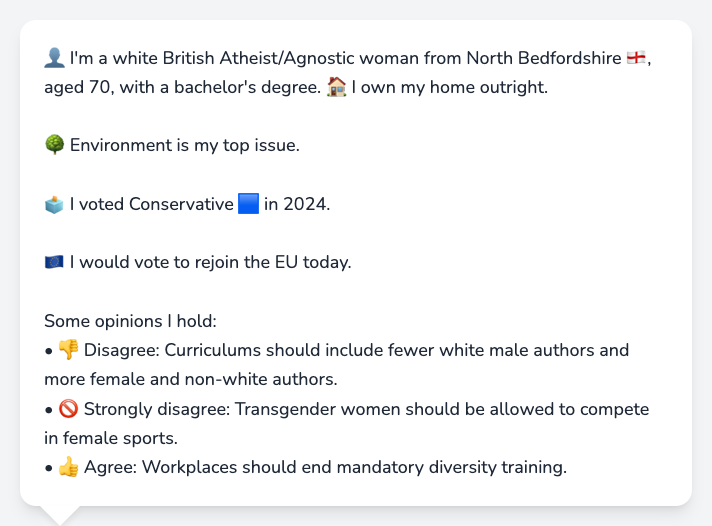 👤 I'm a white British Atheist/Agnostic woman from North Bedfordshire 🏴󠁧󠁢󠁥󠁮󠁧󠁿,
aged 70, with a bachelor's degree. 🏠 I own my home outright.
🌳 Environment is my top issue.
🗳️ I voted Conservative 🟦 in 2024.
🇪🇺 I would vote to rejoin the EU today.
Some opinions I hold:
• 👎 Disagree: Curriculums should include fewer white male authors and
more female and non-white authors.
• 🚫 Strongly disagree: Transgender women should be allowed to compete
in female sports.
• 👍 Agree: Workplaces should end mandatory diversity training.